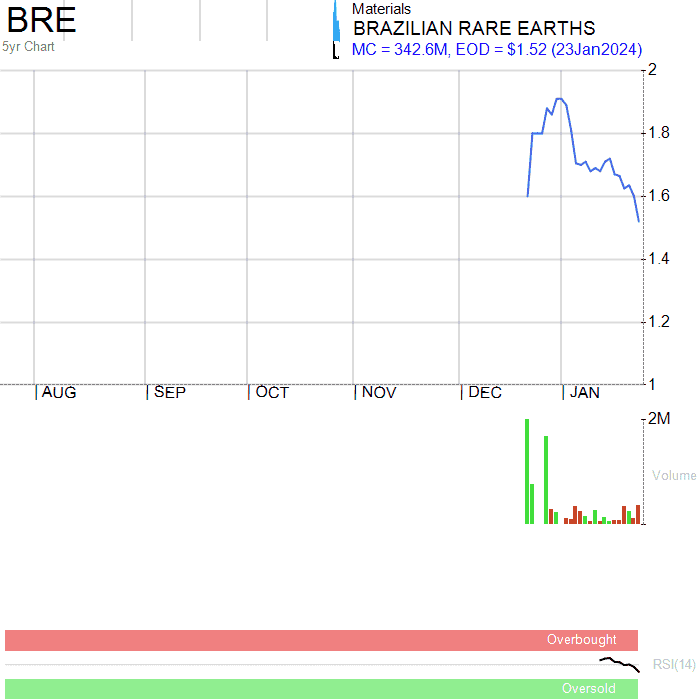 BRE
5yr Chart
Materials
BRAZILIAN RARE EARTHS
MC = 342.6M, EOD = $1.52 (23Jan2024)
2
1.8
1.6
1.4
1.2
1
AUG SEP OCT NOV DEC JAN
2M
Volume
Overbought
RSI(14)
Oversold